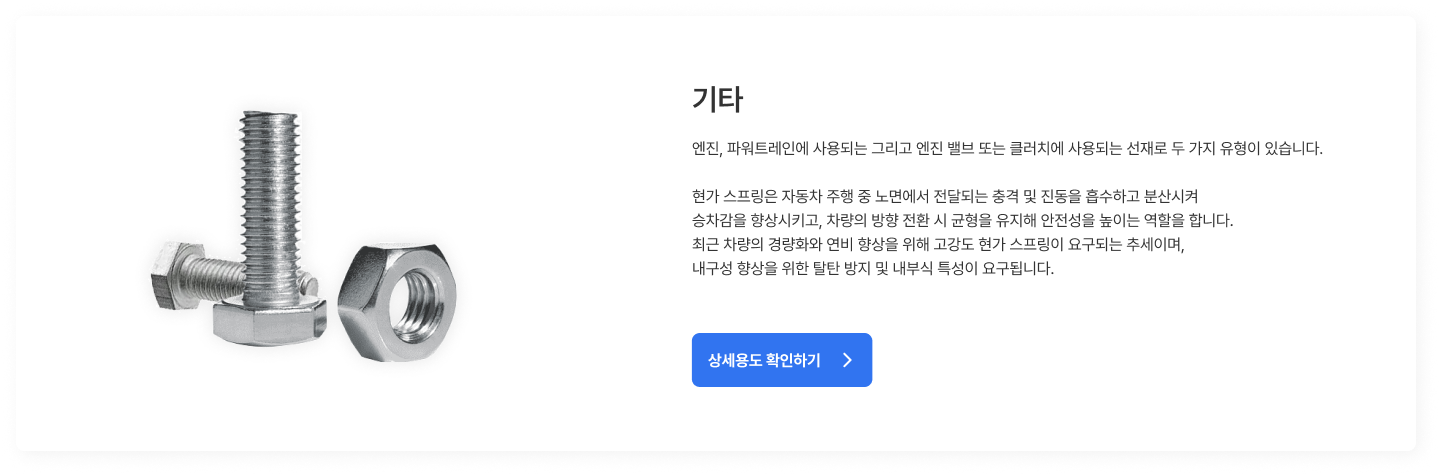 기타
엔진, 파워트레인에 사용되는 그리고 엔진 밸브 또는 클러치에 사용되는 선재로 두 가지 유형이 있습니다.
현가 스프링은 자동차 주행 중 노면에서 전달되는 충격 및 진동을 흡수하고 분산시켜
승차감을 향상시키고, 차량의 방향 전환 시 균형을 유지해 안전성을 높이는 역할을 합니다.
최근 차량의 경량화와 연비 향상을 위해 고강도 현가 스프링이 요구되는 추세이며,
내구성 향상을 위한 탈탄 방지 및 내부식 특성이 요구됩니다.
상세용도 확인하기